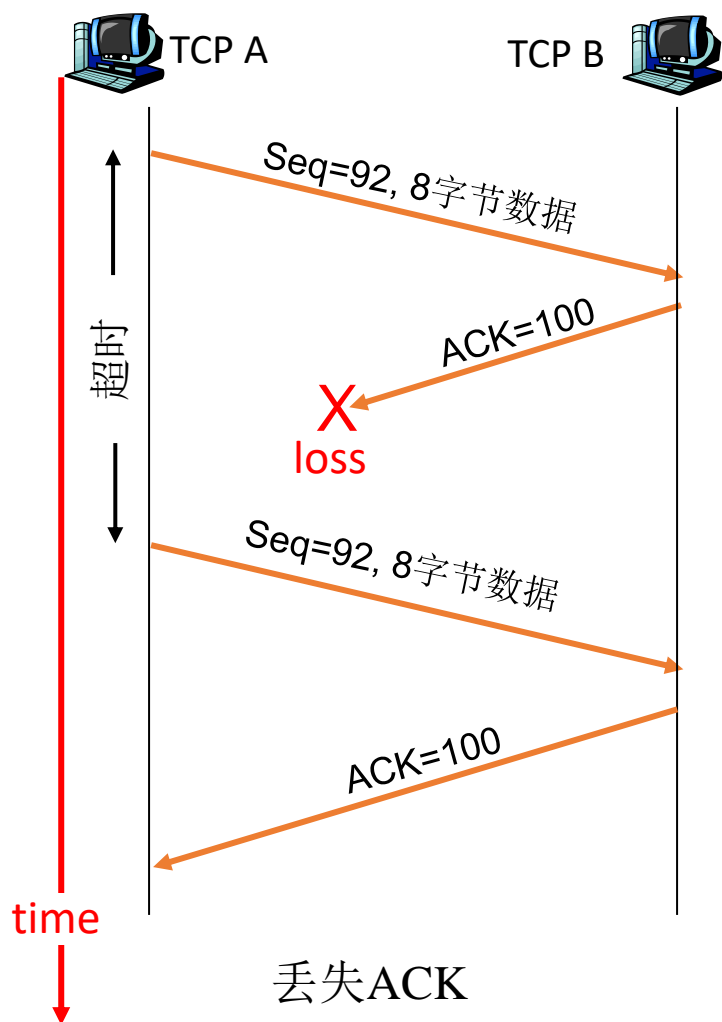 TCP A
TCP B
Seq=92, 8字节数据
ACK=100
超时
X
loss
Seq=92, 8字节数据
ACK=100
time
丢失ACK